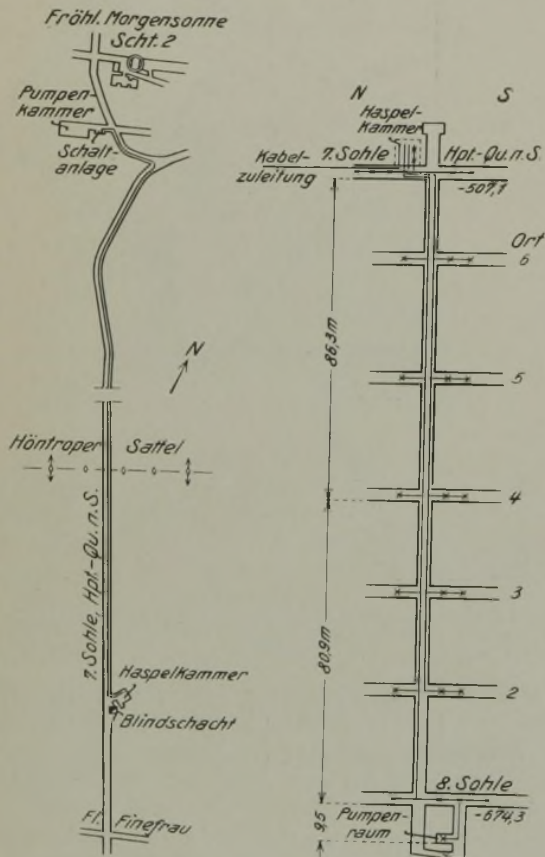 Fröhl. Morgensonne
Scht. 2
Pumpen-
kammer
Schalt-
anlage
N
Höntroper Sattel
7. Sohle, Hpt.-Qu. n. S.
Haspelkammer
Blindschacht
Fl. Finefrau
N S
Haspel-
kammer
Kabel-
zuleitung
7. Sohle
Hpt.-Qu. n. S.
-507,1
Ort
6
86,3m
5
4
3
80,9m
2
8. Sohle
-674,3
Pumpen-
raum
9,5